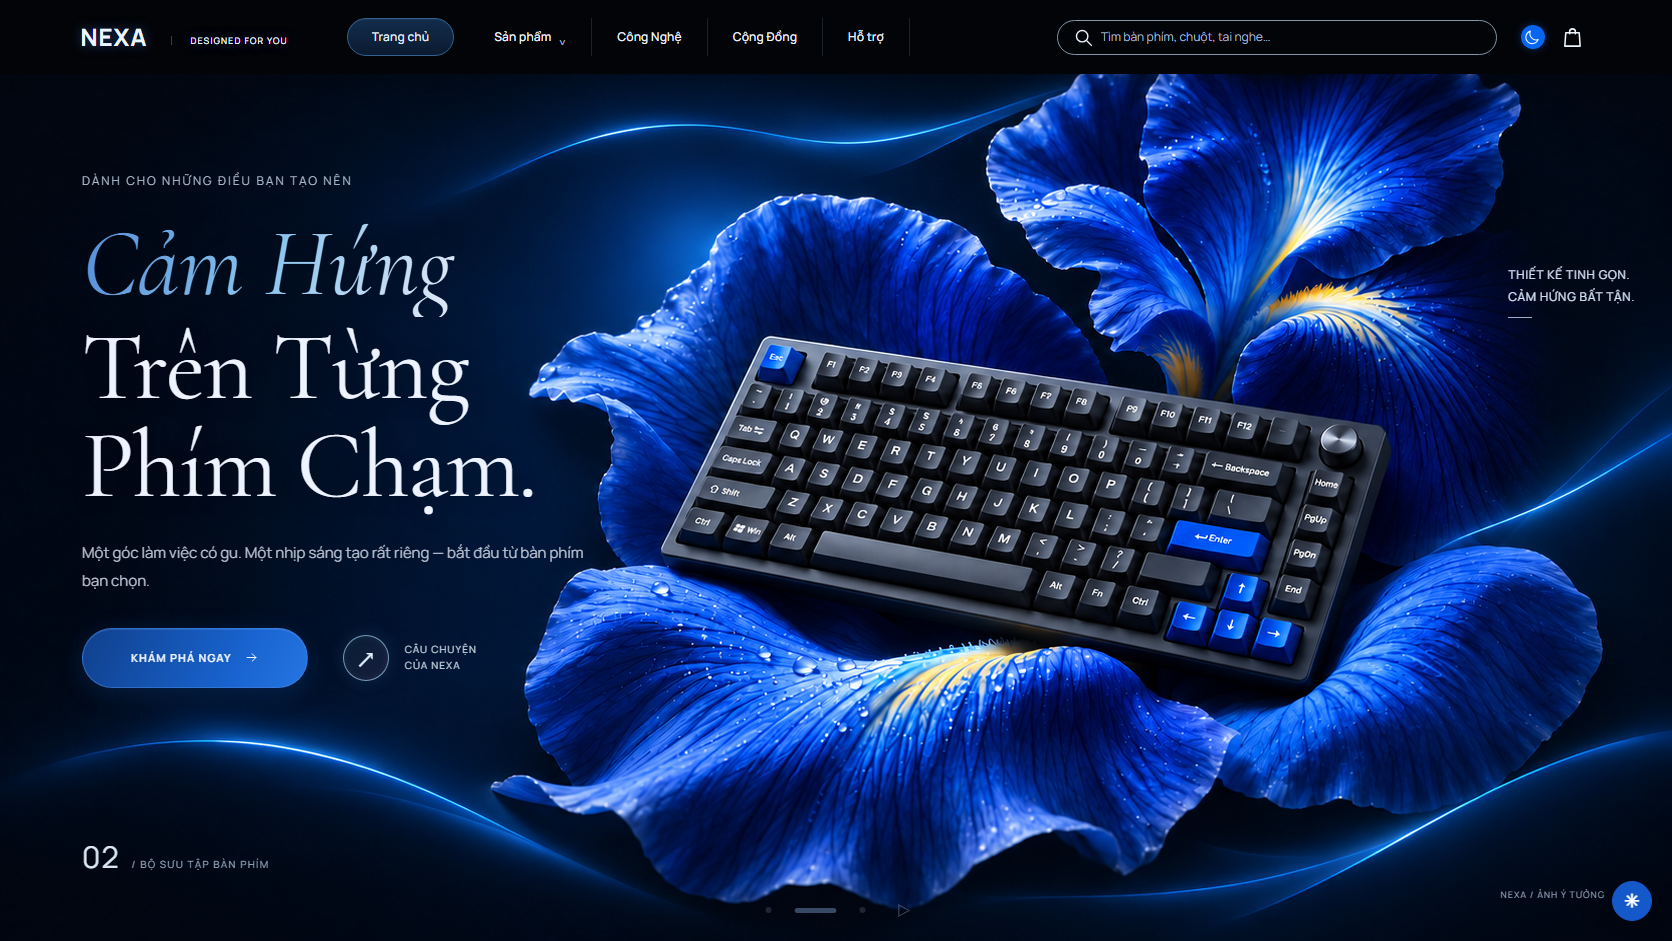 NEXA
DESIGNED FOR YOU
Trang chủ
Sản phẩm
Công Nghệ
Cộng Đồng
Hỗ trợ
Tìm bàn phím, chuột, tai nghe...
DÀNH CHO NHỮNG ĐIỀU BẠN TẠO NÊN
Cảm Hứng
Trên Từng
Phím Chạm.
THIẾT KẾ TINH GỌN.
CẢM HỨNG BẤT TẬN.
Một góc làm việc có gu. Một nhịp sáng tạo rất riêng — bắt đầu từ bàn phím
bạn chọn.
KHÁM PHÁ NGAY →
CÂU CHUYỆN
CỦA NEXA
Esc F1 F2 F3 F4 F5 F6 F7 F8 F9 F10 F11 F12
Tab Q W E R T Y U I O P Backspace
Caps Lock A S D F G H J K L Enter Home
Shift Z X C V B N M PgUp
Ctrl Win Alt Alt Fn Ctrl End
02
/ BỘ SƯU TẬP BÀN PHÍM
NEXA / ẢNH Ý TƯỞNG